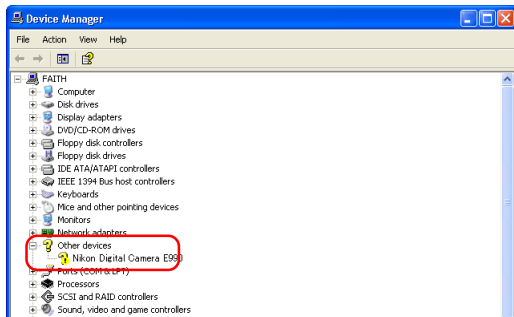 Device Manager
File Action View Help
FAITH
Computer
Disk drives
Display adapters
DVD/CD-ROM drives
Floppy disk controllers
Floppy disk drives
IDE ATA/ATAPI controllers
IEEE 1394 Bus host controllers
Keyboards
Mice and other pointing devices
Monitors
Network adapters
Other devices
Nikon Digital Camera E990
Ports (COM & LPT)
Processors
SCSI and RAID controllers
Sound, video and game controllers